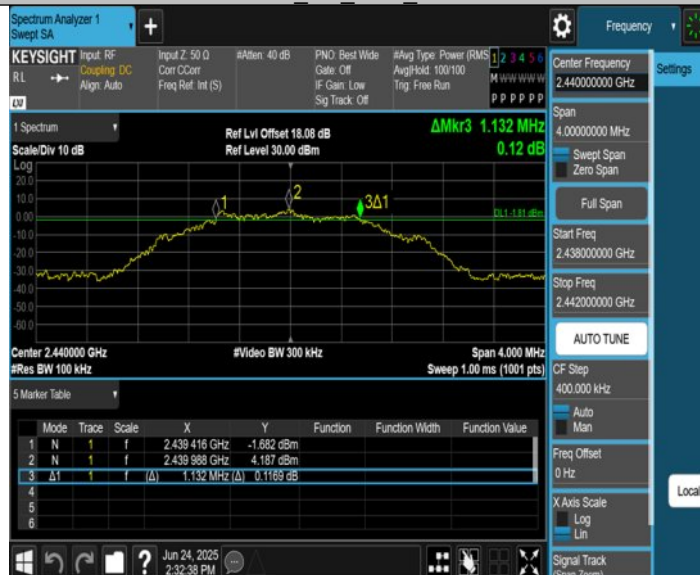 Spectrum Analyzer 1
Swept SA
+
Frequency
KEYSIGHT
RL
LXI
Input: RF
Coupling: DC
Align: Auto
Input Z: 50 Ω
Corr CCorr
Freq Ref: Int (S)
#Atten: 40 dB
PNO: Best Wide
Gate: Off
IF Gain: Low
Sig Track: Off
#Avg Type: Power (RMS
Avg|Hold: 100/100
Trig: Free Run
1 2 3 4 5 6
M W W W W W
P P P P P P
1 Spectrum
Scale/Div 10 dB
Ref Lvl Offset 18.08 dB
Ref Level 30.00 dBm
ΔMkr3 1.132 MHz
0.12 dB
Log
20.0
10.0
0.00
-10.0
-20.0
-30.0
-40.0
-50.0
-60.0
1
2
3Δ1
DL1 -1.81 dBm
Center 2.440000 GHz
#Video BW 300 kHz
Span 4.000 MHz
#Res BW 100 kHz
Sweep 1.00 ms (1001 pts)
5 Marker Table
Mode Trace Scale X Y Function Function Width Function Value
1 N 1 f 2.439 416 GHz -1.682 dBm
2 N 1 f 2.439 988 GHz 4.187 dBm
3 Δ1 1 f (Δ) 1.132 MHz (Δ) 0.1169 dB
4
5
6
Jun 24, 2025
2:32:38 PM
?
Center Frequency
2.440000000 GHz
Settings
Span
4.00000000 MHz
Swept Span
Zero Span
Full Span
Start Freq
2.438000000 GHz
Stop Freq
2.442000000 GHz
AUTO TUNE
CF Step
400.000 kHz
Auto
Man
Freq Offset
0 Hz
X Axis Scale
Log
Lin
Local
Signal Track
(Span Zoom)